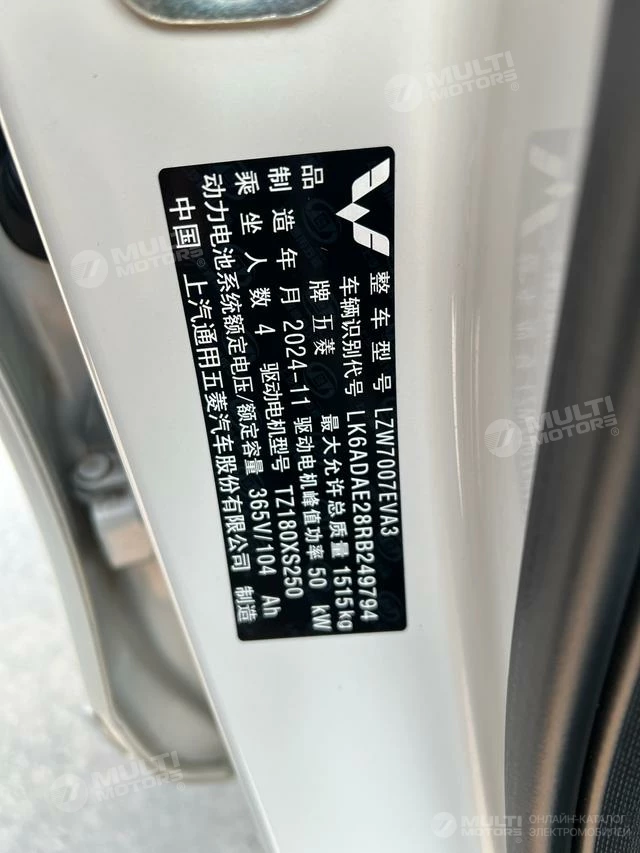 整车型号 LZW7007EVA3
车辆识别代号 LK6ADAE28RB249794
品牌 五菱 最大允许总质量 1515kg
制造年月 2024-11 驱动电机峰值功率 50 kW
乘坐人数 4 驱动电机型号 TZ180XS250
动力电池系统额定电压/额定容量 365V/104 Ah
中国 上汽通用五菱汽车股份有限公司 制造
MULTI MOTORS®
MULTI MOTORS
MULTI MOTORS
MULTI MOTORS
MULTI MOTORS® ОНЛАЙН-КАТАЛОГ ЭЛЕКТРОМОБИЛЕЙ